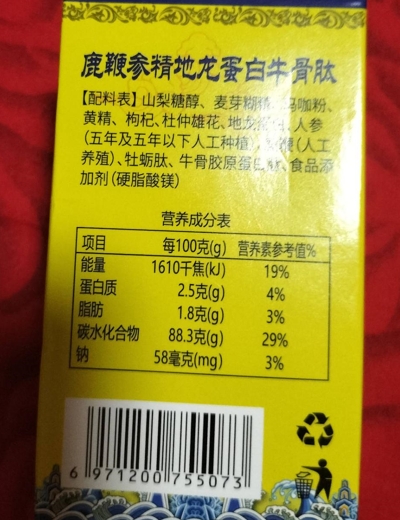 鹿鞭参精地龙蛋白牛骨肽
【配料表】山梨糖醇、麦芽糊精、玛咖粉、
黄精、枸杞、杜仲雄花、地龙蛋白、人参
(五年及五年以下人工种植)、鹿鞭(人工
养殖)、牡蛎肽、牛骨胶原蛋白肽、食品添
加剂(硬脂酸镁)
营养成分表
项目 每100克(g) 营养素参考值%
能量 1610千焦(kJ) 19%
蛋白质 2.5克(g) 4%
脂肪 1.8克(g) 3%
碳水化合物 88.3克(g) 29%
钠 58毫克(mg) 3%
6 971200 755073